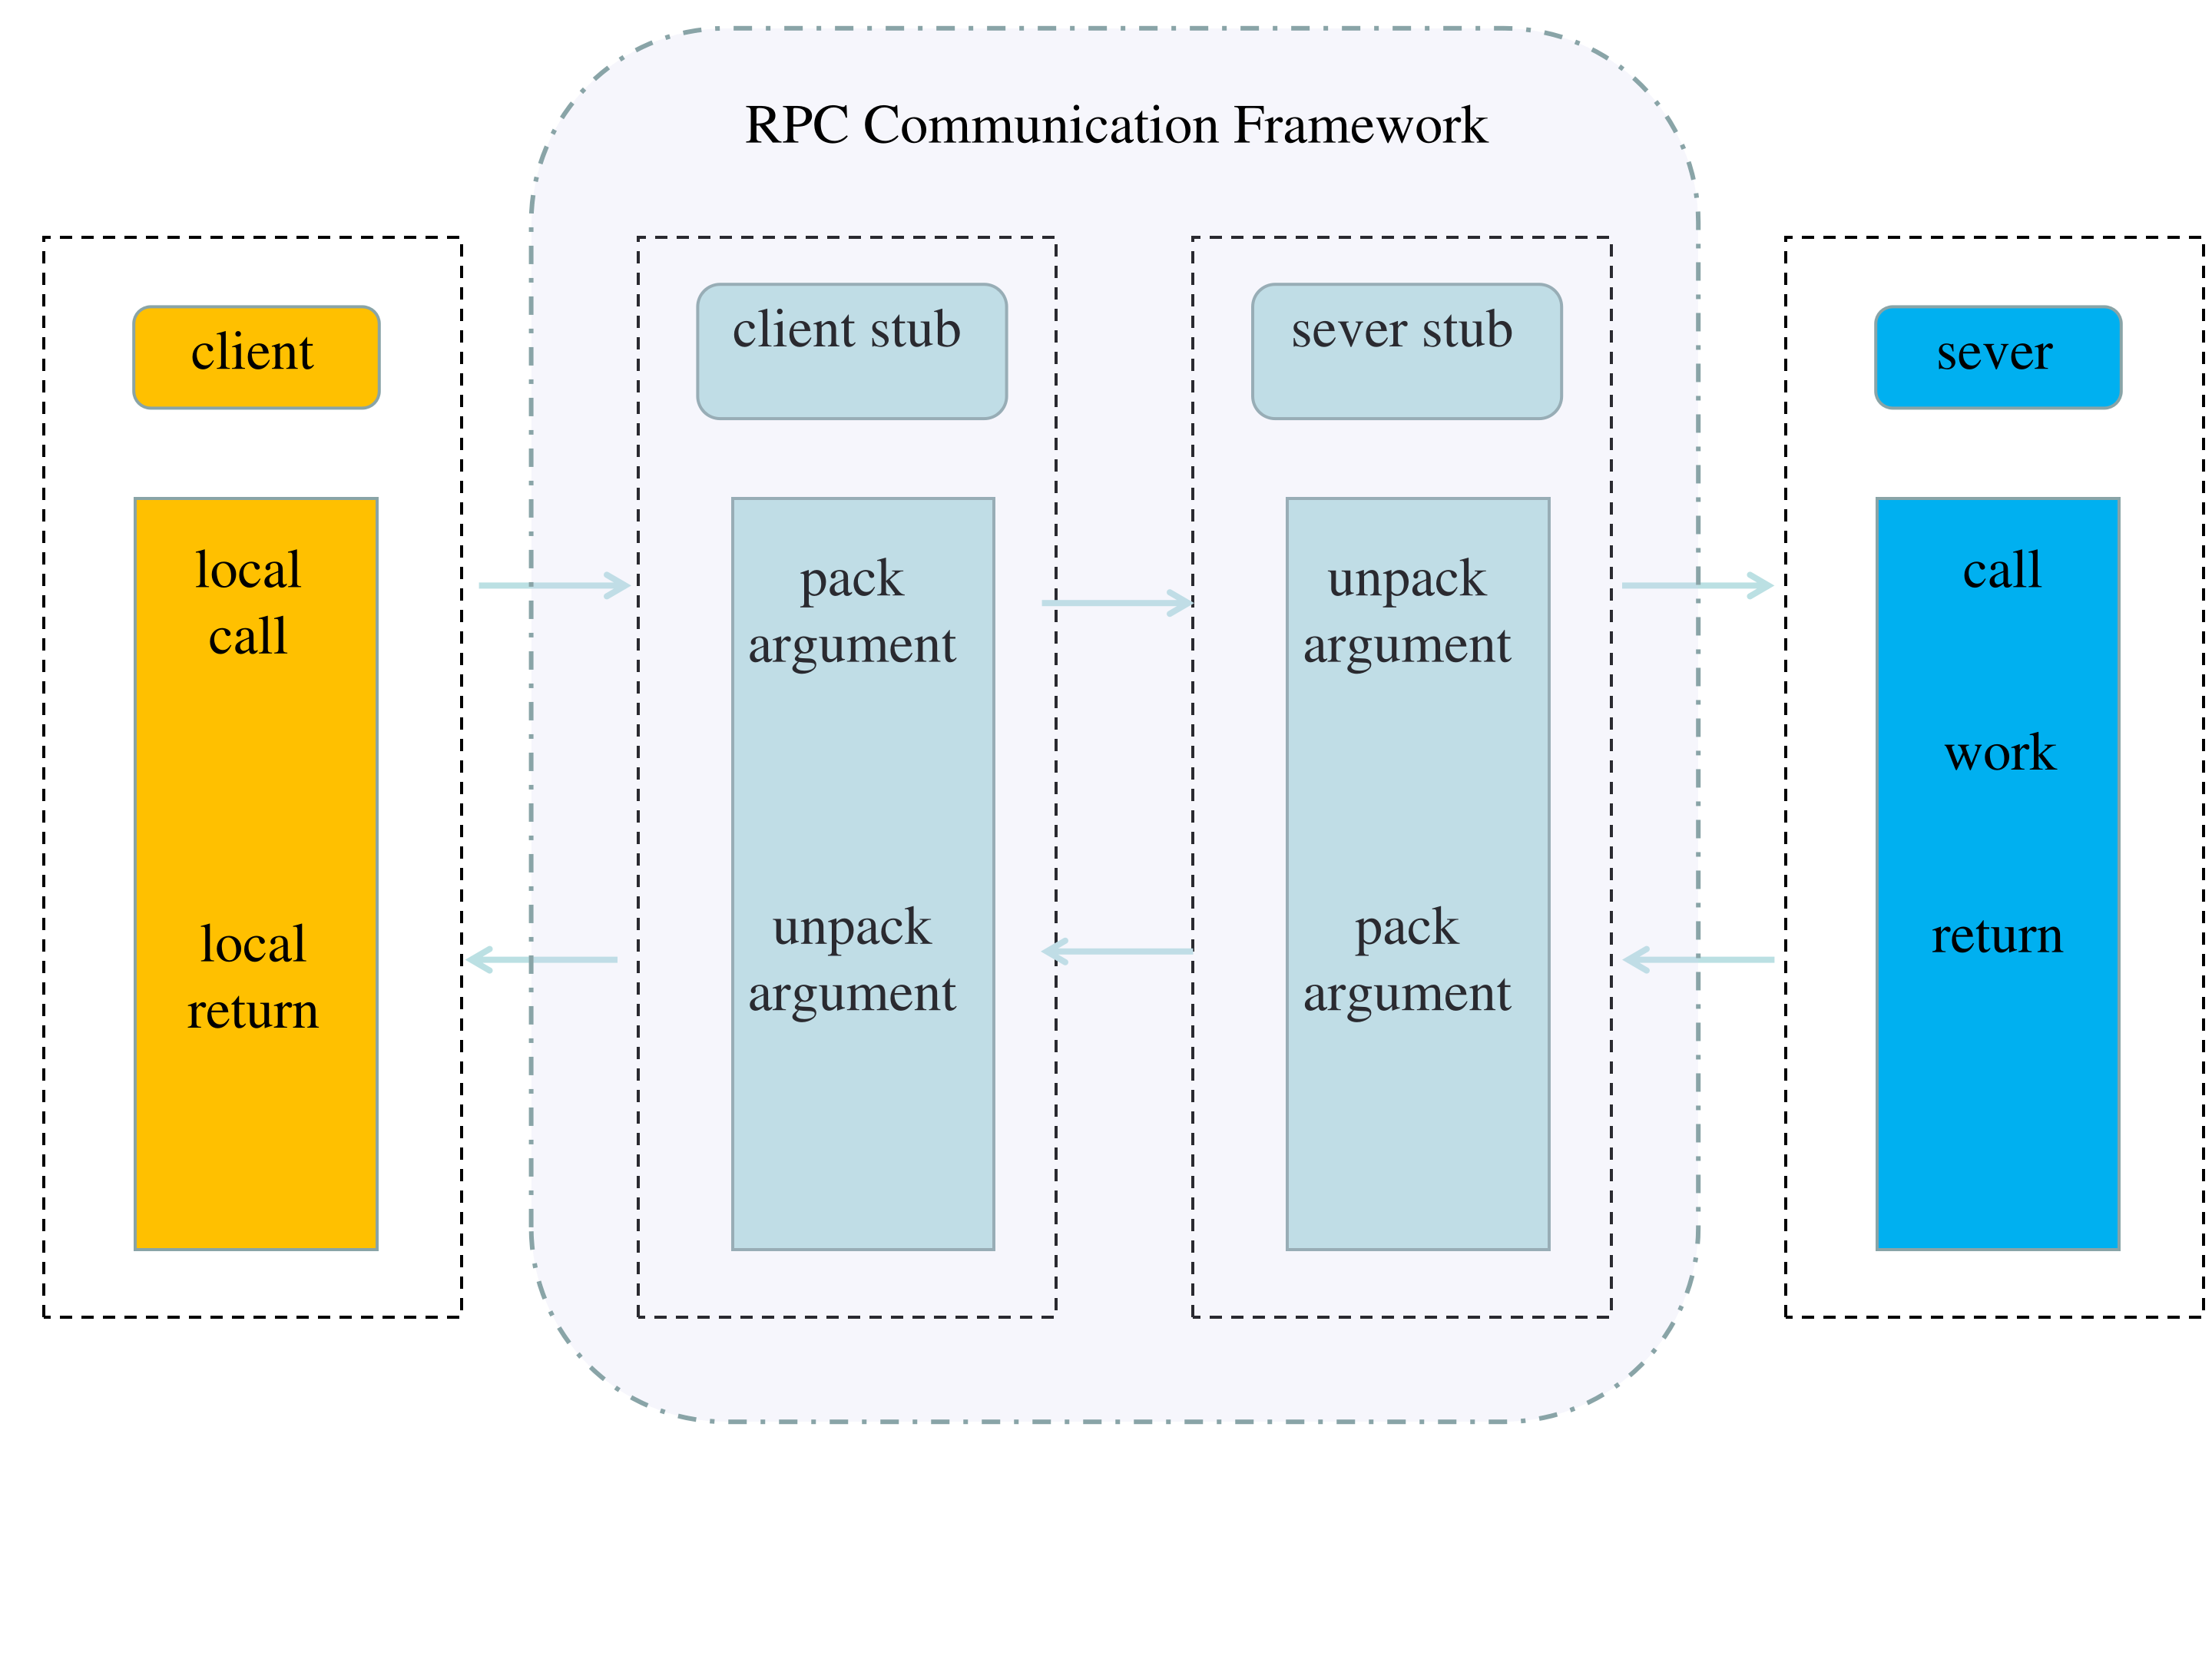 RPC Communication Framework
client
client stub
sever stub
sever
local
call
local
return
pack
argument
unpack
argument
unpack
argument
pack
argument
call
work
return